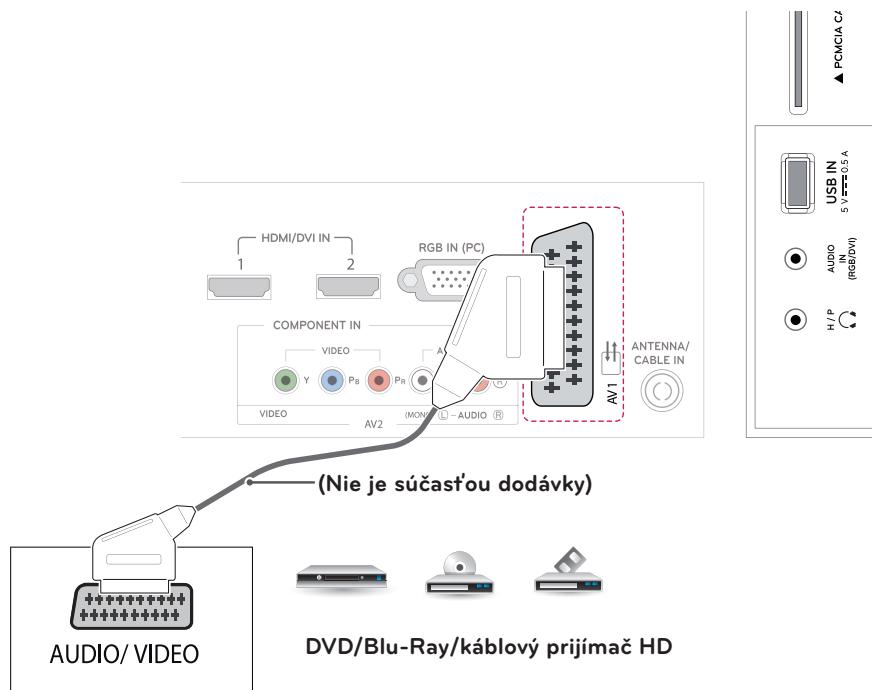 ▲ PCMCIA CA
USB IN
5 V 0.5 A
AUDIO
IN
(RGB/DVI)
H / P
HDMI/DVI IN
1 2
RGB IN (PC)
COMPONENT IN
VIDEO
A
Y PB PR (R)
VIDEO
AV2
(MONO) L – AUDIO R
AV 1
ANTENNA/
CABLE IN
(Nie je súčasťou dodávky)
AUDIO/ VIDEO
DVD/Blu-Ray/káblový prijímač HD